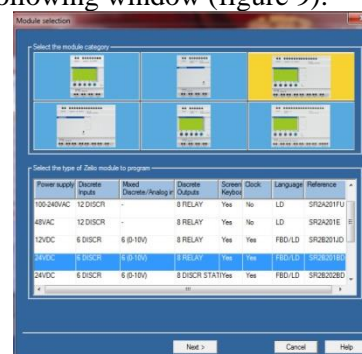 following window (figure 9).
Module selection
Select the module category
Select the type of Zelio module to program
Power supply Discrete Inputs Mixed Discrete/Analog ir Discrete Outputs Screen Keyboa Clock Language Reference
100-240VAC 12 DISCR - 8 RELAY Yes No LD SR2A201FU
48VAC 12 DISCR - 8 RELAY Yes No LD SR2A201E
12VDC 6 DISCR 6 (0-10V) 8 RELAY Yes Yes FBD/LD SR2B201JD
24VDC 6 DISCR 6 (0-10V) 8 RELAY Yes Yes FBD/LD SR2B201BD
24VDC 6 DISCR 6 (0-10V) 8 DISCR STATI Yes Yes FBD/LD SR2B202BD
Next > Cancel Help